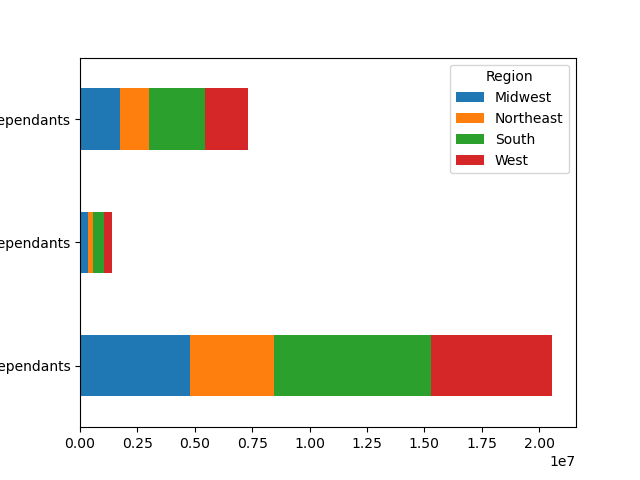 Region
Midwest
Northeast
South
West
ependants
ependants
ependants
0.00 0.25 0.50 0.75 1.00 1.25 1.50 1.75 2.00
1e7